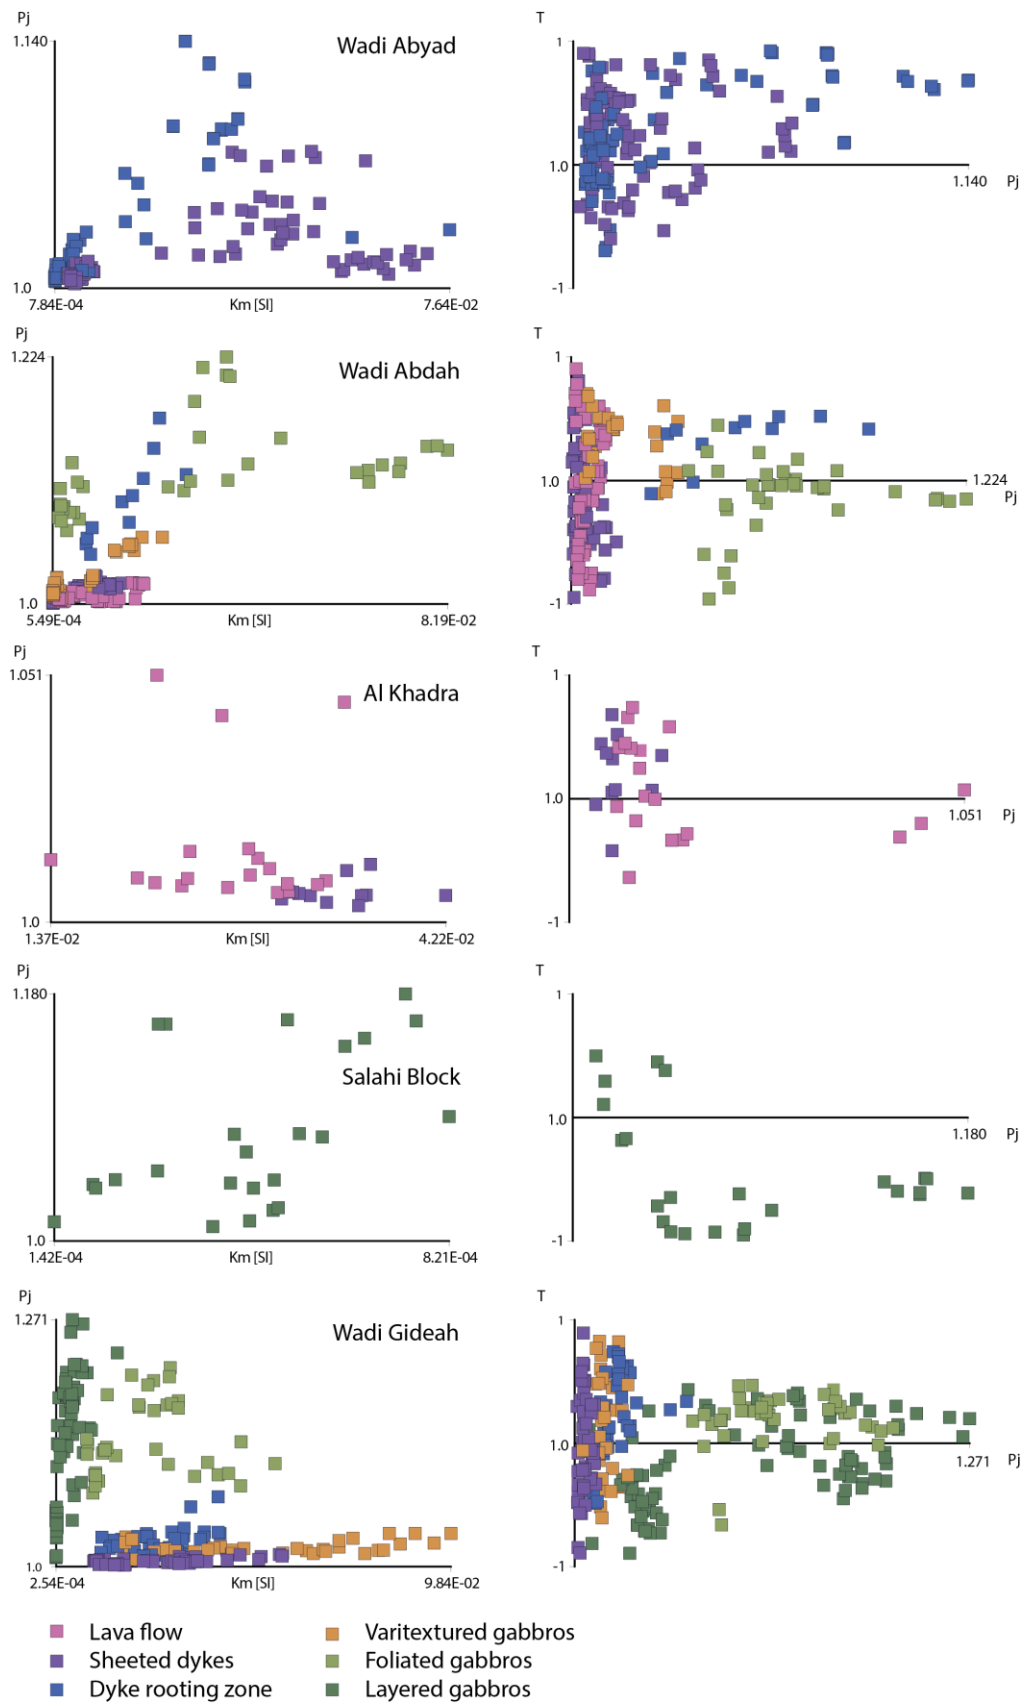 Pj
T
1.140
Wadi Abyad
1
1.0
1.140
Pj
1.0
-1
7.84E-04
Km [SI]
7.64E-02
Pj
T
1.224
Wadi Abdah
1
1.0
1.224
Pj
1.0
-1
5.49E-04
Km [SI]
8.19E-02
Pj
T
1.051
Al Khadra
1
1.0
1.051
Pj
1.0
-1
1.37E-02
Km [SI]
4.22E-02
Pj
T
1.180
Salahi Block
1
1.0
1.180
Pj
1.0
-1
1.42E-04
Km [SI]
8.21E-04
Pj
T
1.271
Wadi Gideah
1
1.0
1.271
Pj
1.0
-1
2.54E-04
Km [SI]
9.84E-02
Lava flow
Varitextured gabbros
Sheeted dykes
Foliated gabbros
Dyke rooting zone
Layered gabbros